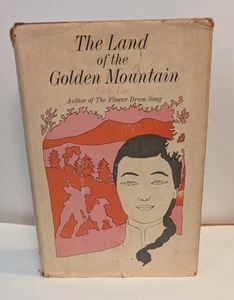 The Land
of the
Golden Mountain
C. Y. Lee
Author of The Flower Drum Song